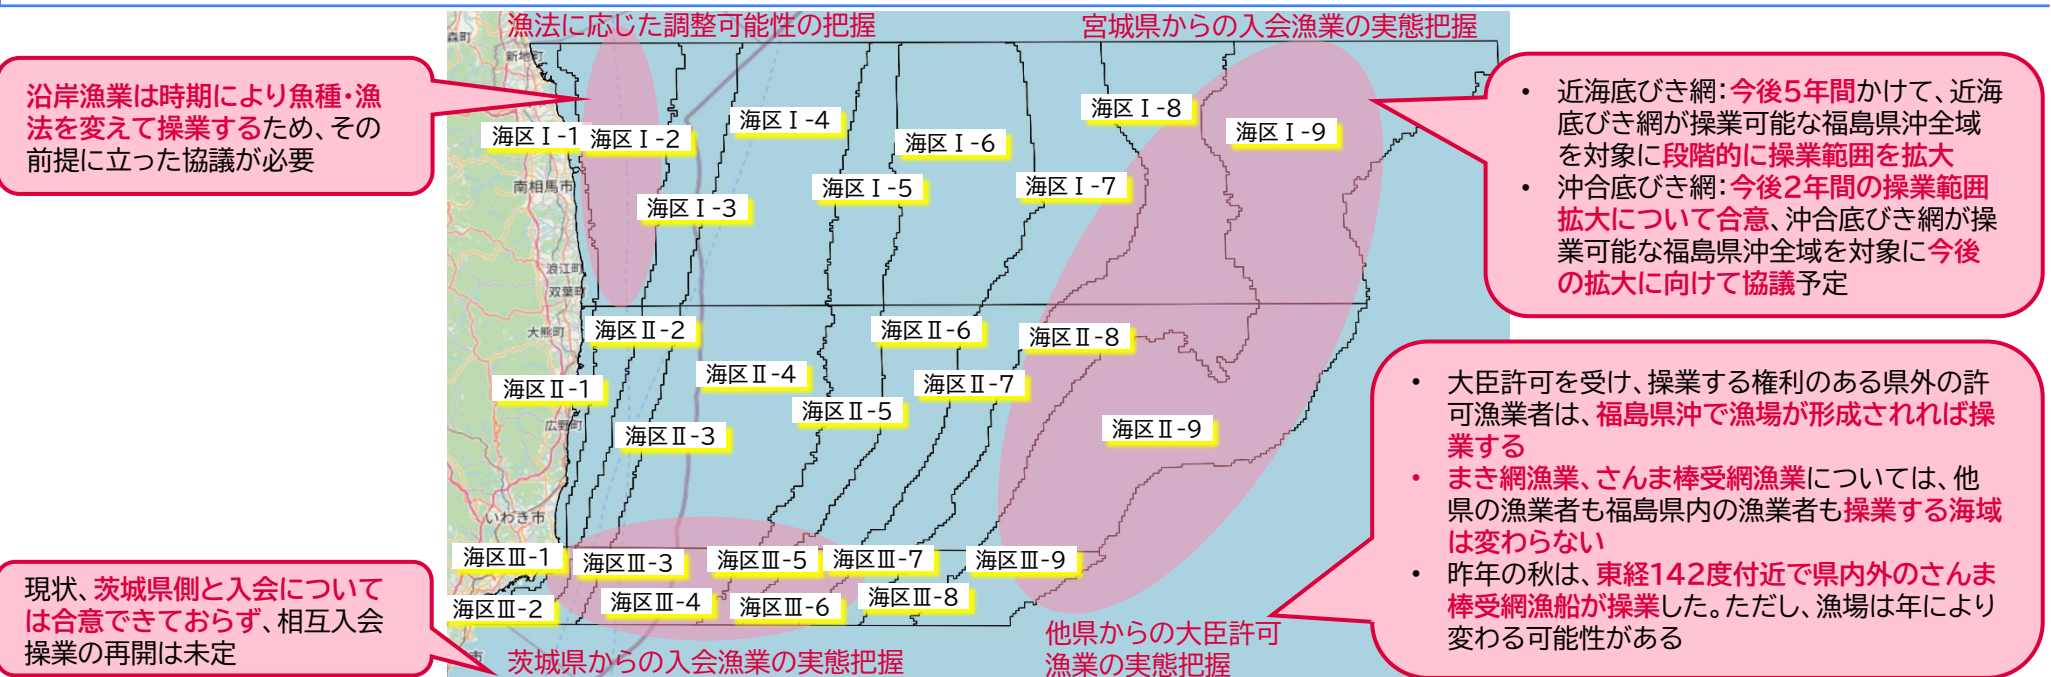 漁法に応じた調整可能性の把握
宮城県からの入会漁業の実態把握
沿岸漁業は時期により魚種・漁
法を変えて操業するため、その
前提に立った協議が必要
• 近海底びき網：今後5年間かけて、近海
底びき網が操業可能な福島県沖全域
を対象に段階的に操業範囲を拡大
• 沖合底びき網：今後2年間の操業範囲
拡大について合意、沖合底びき網が操
業可能な福島県沖全域を対象に今後
の拡大に向けて協議予定
森町
新地町
海区Ⅰ-1
海区Ⅰ-2
海区Ⅰ-3
海区Ⅰ-4
海区Ⅰ-5
海区Ⅰ-6
海区Ⅰ-7
海区Ⅰ-8
海区Ⅰ-9
南相馬市
浪江町
双葉町
大熊町
海区Ⅱ-1
海区Ⅱ-2
海区Ⅱ-3
海区Ⅱ-4
海区Ⅱ-5
海区Ⅱ-6
海区Ⅱ-7
海区Ⅱ-8
海区Ⅱ-9
広野町
いわき市
海区Ⅲ-1
海区Ⅲ-2
海区Ⅲ-3
海区Ⅲ-4
海区Ⅲ-5
海区Ⅲ-6
海区Ⅲ-7
海区Ⅲ-8
海区Ⅲ-9
市
• 大臣許可を受け、操業する権利のある県外の許
可漁業者は、福島県沖で漁場が形成されれば操
業する
• まき網漁業、さんま棒受網漁業については、他
県の漁業者も福島県内の漁業者も操業する海域
は変わらない
• 昨年の秋は、東経142度付近で県内外のさんま
棒受網漁船が操業した。ただし、漁場は年により
変わる可能性がある
現状、茨城県側と入会について
は合意できておらず、相互入会
操業の再開は未定
茨城県からの入会漁業の実態把握
他県からの大臣許可
漁業の実態把握